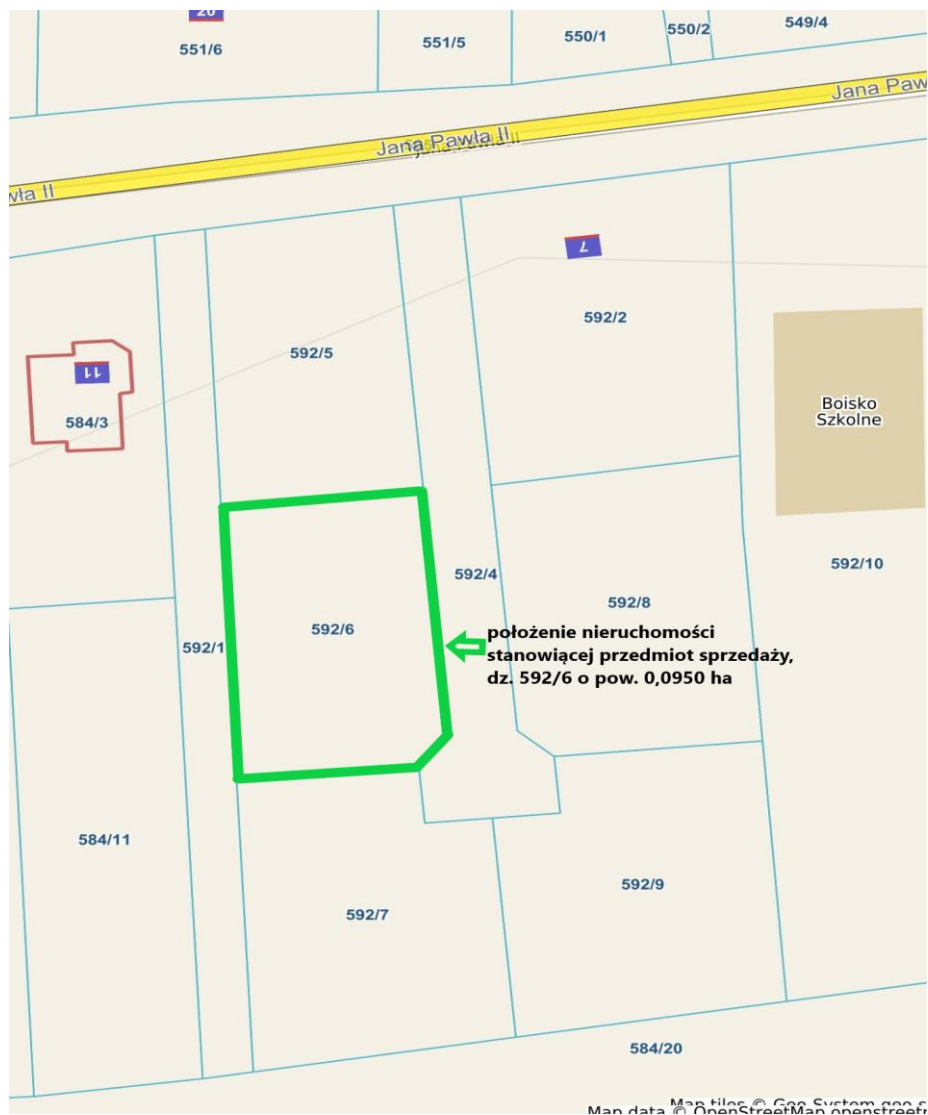 20
551/6
551/5
550/1
550/2
549/4
Jana Paw
Jana Pawła II
wła II
7
592/2
592/5
11
584/3
Boisko
Szkolne
592/4
592/10
592/6
592/8
592/1
położenie nieruchomości
stanowiącej przedmiot sprzedaży,
dz. 592/6 o pow. 0,0950 ha
584/11
592/7
592/9
584/20
Map tiles © Geo-System
Map data © OpenStreetMap